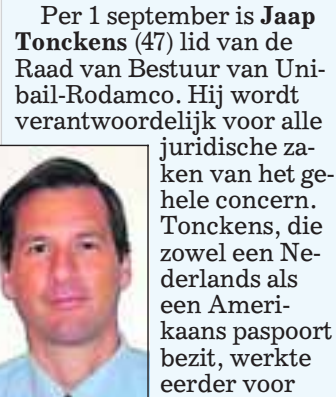 Per 1 september is Jaap
Tonckens (47) lid van de
Raad van Bestuur van Uni-
bail-Rodamco. Hij wordt
verantwoordelijk voor alle
juridische za-
ken van het ge-
hele concern.
Tonckens, die
zowel een Ne-
derlands als
een Ameri-
kaans paspoort
bezit, werkte
eerder voor